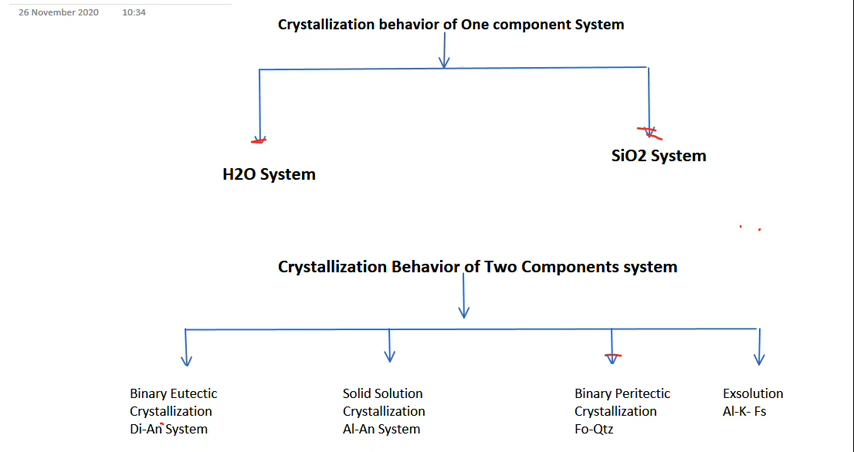 26 November 2020 10:34
Crystallization behavior of One component System
H2O System
SiO2 System
Crystallization Behavior of Two Components system
Binary Eutectic
Crystallization
Di-An System
Solid Solution
Crystallization
Al-An System
Binary Peritectic
Crystallization
Fo-Qtz
Exsolution
Al-K- Fs